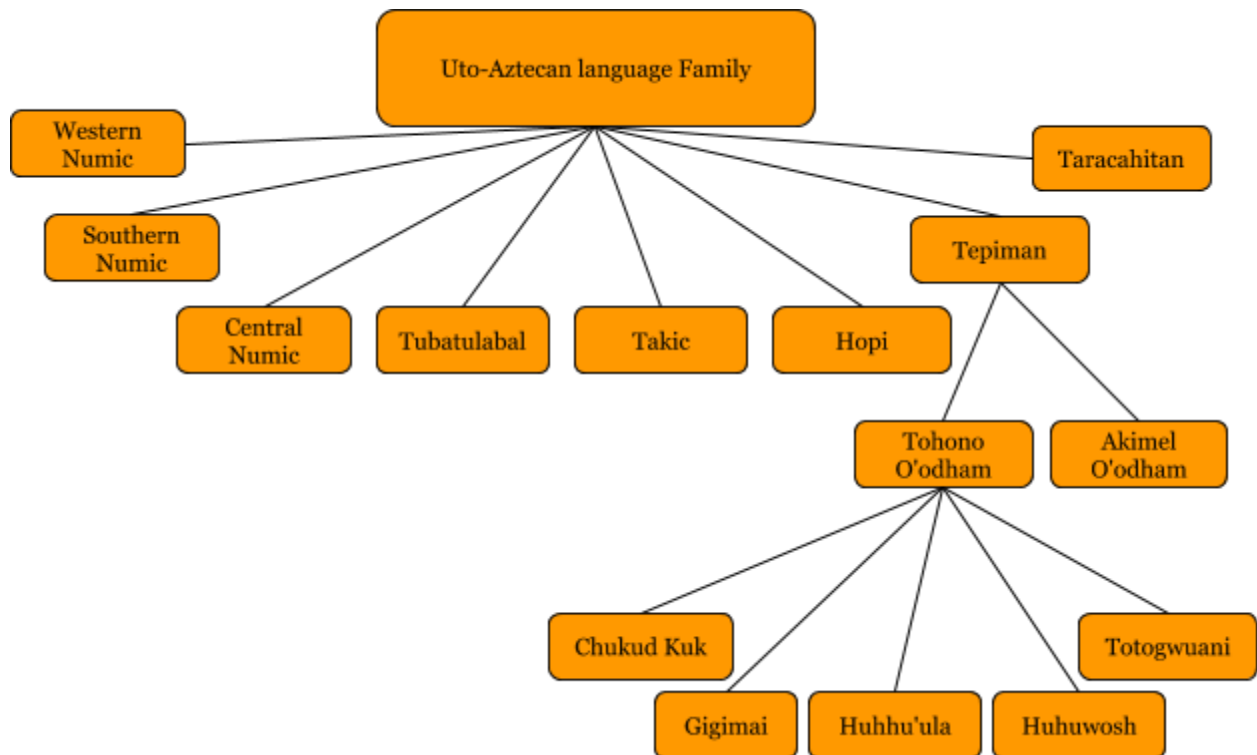 Uto-Aztecan language Family
Western
Numic
Taracahitan
Southern
Numic
Tepiman
Central
Numic
Tubatulabal
Takic
Hopi
Tohono
O'odham
Akimel
O'odham
Chukud Kuk
Totogwuani
Gigimai
Huhhu'ula
Huhuwosh